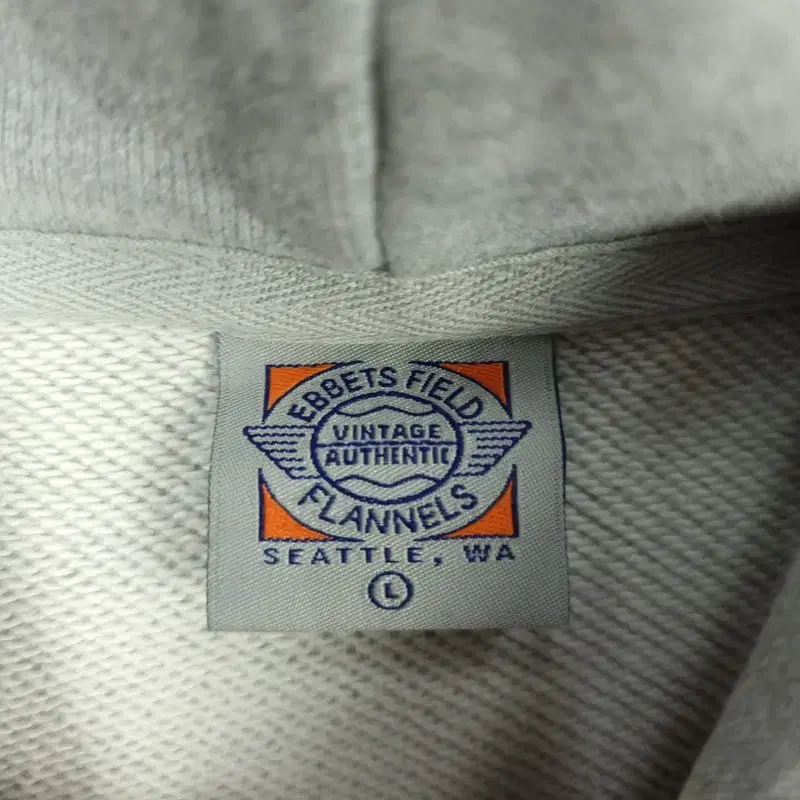 EBBETS FIELD
VINTAGE
AUTHENTIC
FLANNELS
SEATTLE, WA
L